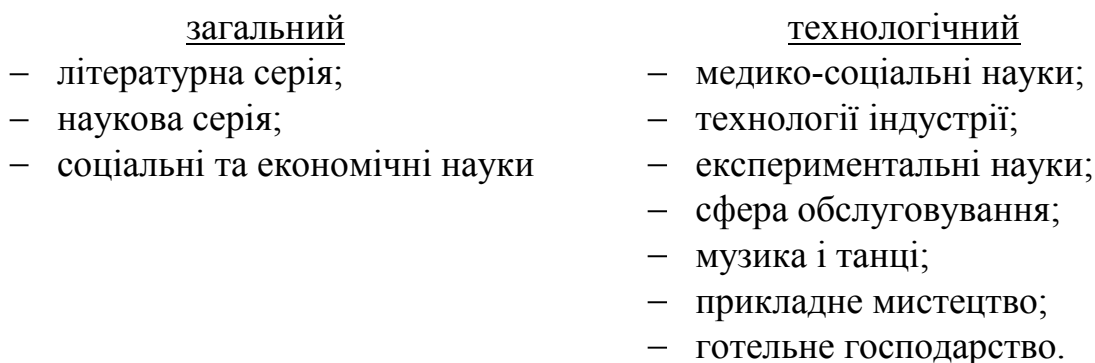 загальний
– літературна серія;
– наукова серія;
– соціальні та економічні науки
технологічний
– медико-соціальні науки;
– технології індустрії;
– експериментальні науки;
– сфера обслуговування;
– музика і танці;
– прикладне мистецтво;
– готельне господарство.